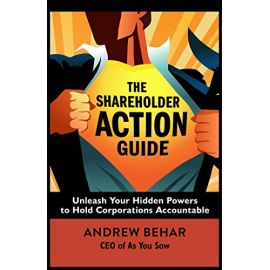 THE
SHAREHOLDER
ACTION
GUIDE
Unleash Your Hidden Powers
to Hold Corporations Accountable
ANDREW BEHAR
CEO of As You Sow